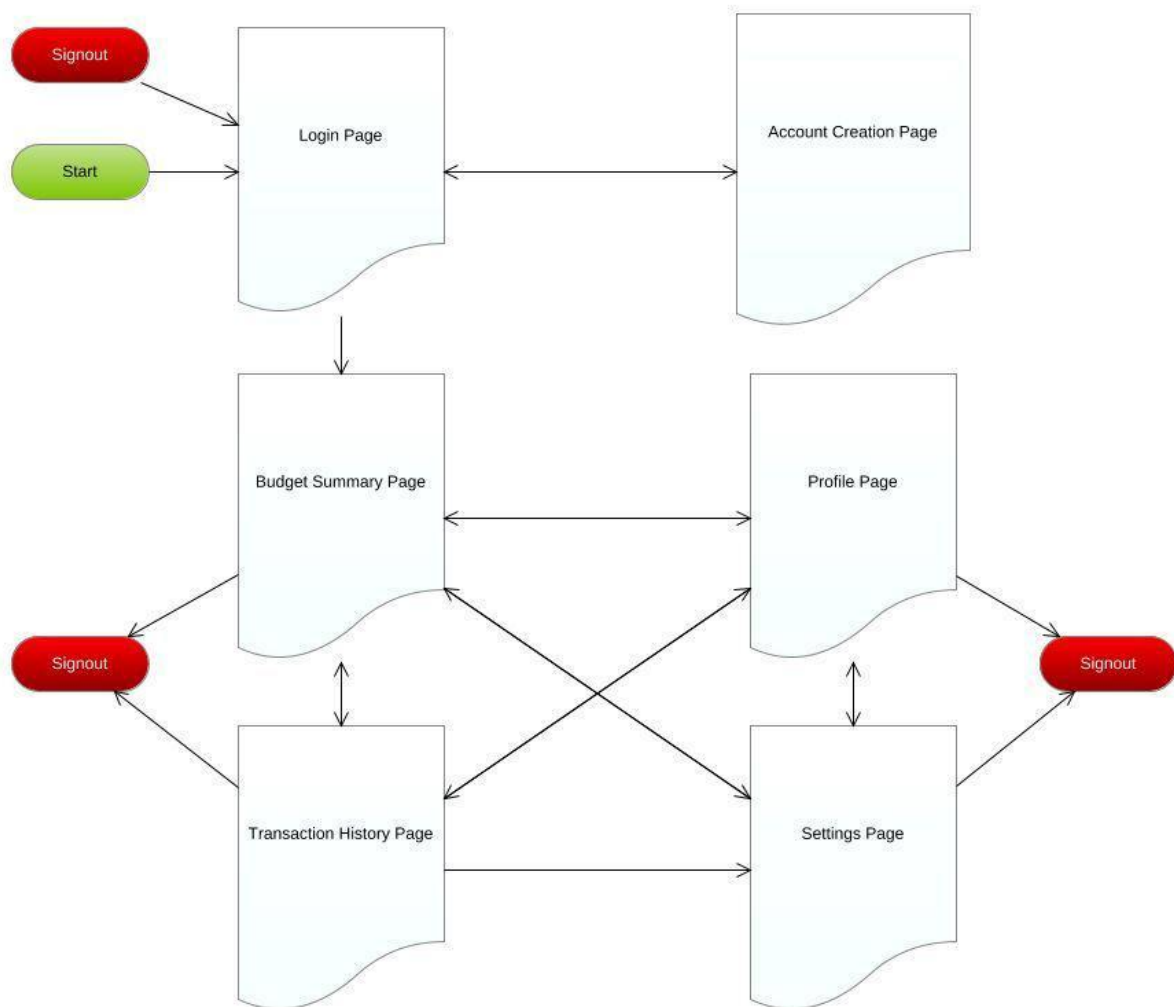 Signout
Login Page
Account Creation Page
Start
Budget Summary Page
Profile Page
Signout
Signout
Transaction History Page
Settings Page